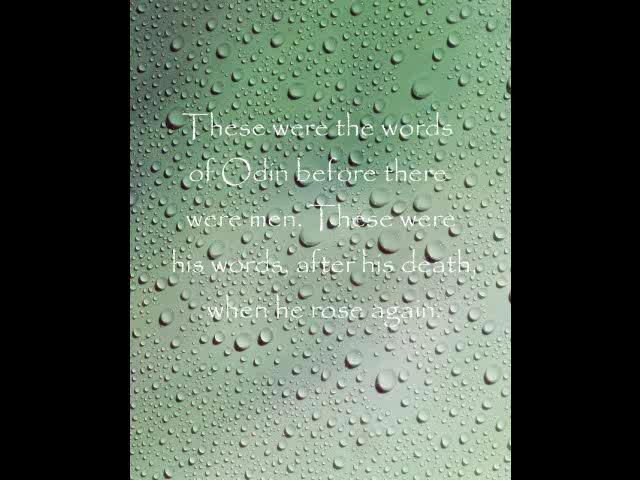 These were the words
of Odin before there
were men. These were
his words, after his death,
when he rose again.